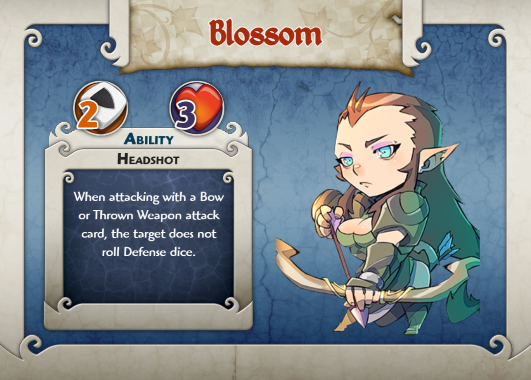 Blossom
2 3
Ability
Headshot
When attacking with a Bow
or Thrown Weapon attack
card, the target does not
roll Defense dice.